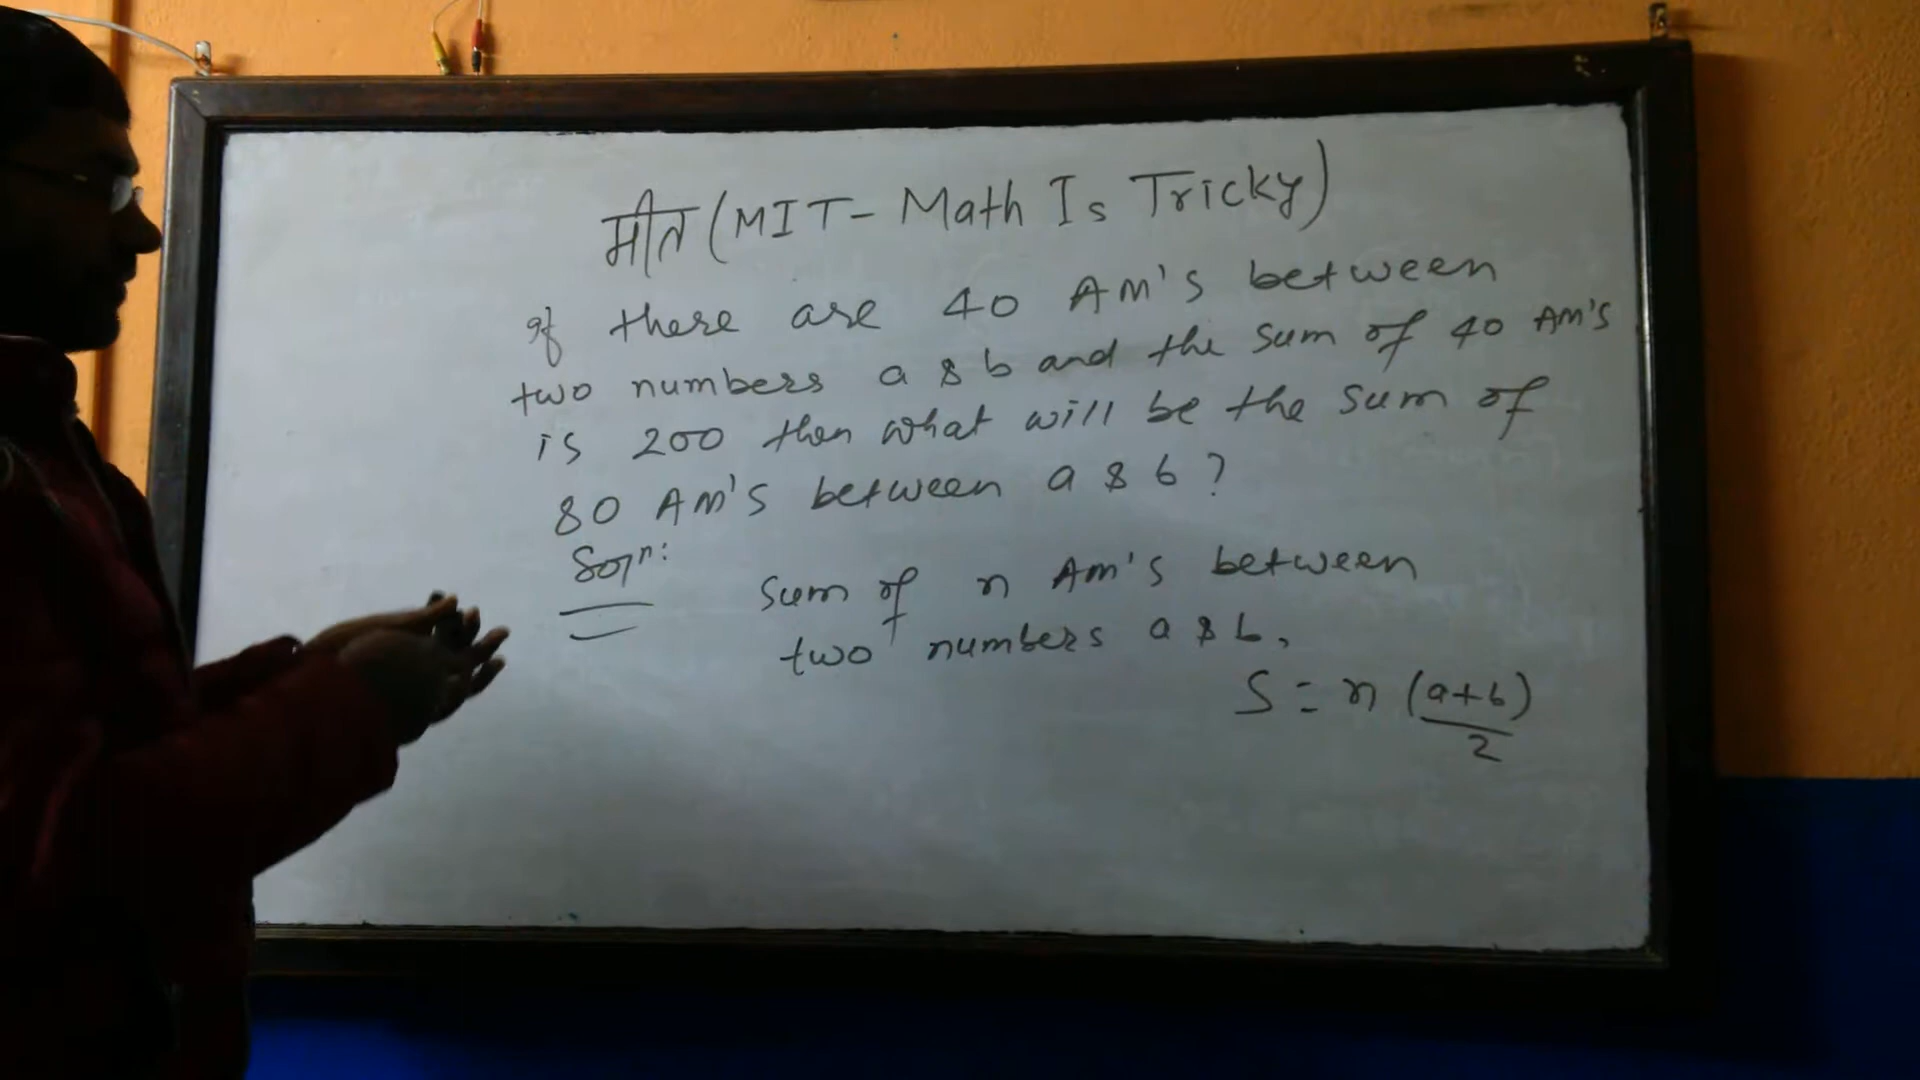 मीत (MIT- Math Is Tricky)
If there are 40 AM's between
two numbers a & b and the sum of 40 AM's
is 200 then what will be the sum of
80 AM's between a & b?
Solⁿ:
Sum of n AM's between
two numbers a & b,
S = n (a+b)/2